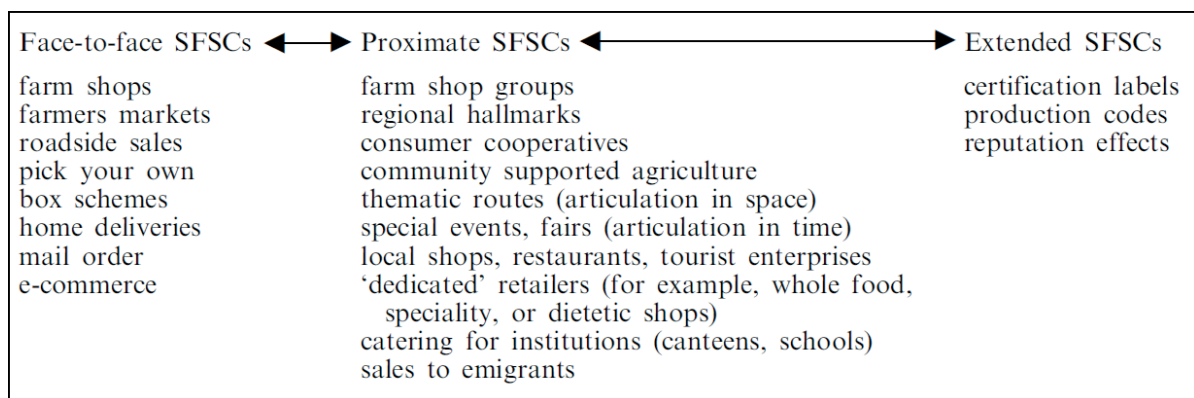 Face-to-face SFSCs
farm shops
farmers markets
roadside sales
pick your own
box schemes
home deliveries
mail order
e-commerce
Proximate SFSCs
farm shop groups
regional hallmarks
consumer cooperatives
community supported agriculture
thematic routes (articulation in space)
special events, fairs (articulation in time)
local shops, restaurants, tourist enterprises
‘dedicated’ retailers (for example, whole food,
speciality, or dietetic shops)
catering for institutions (canteens, schools)
sales to emigrants
Extended SFSCs
certification labels
production codes
reputation effects